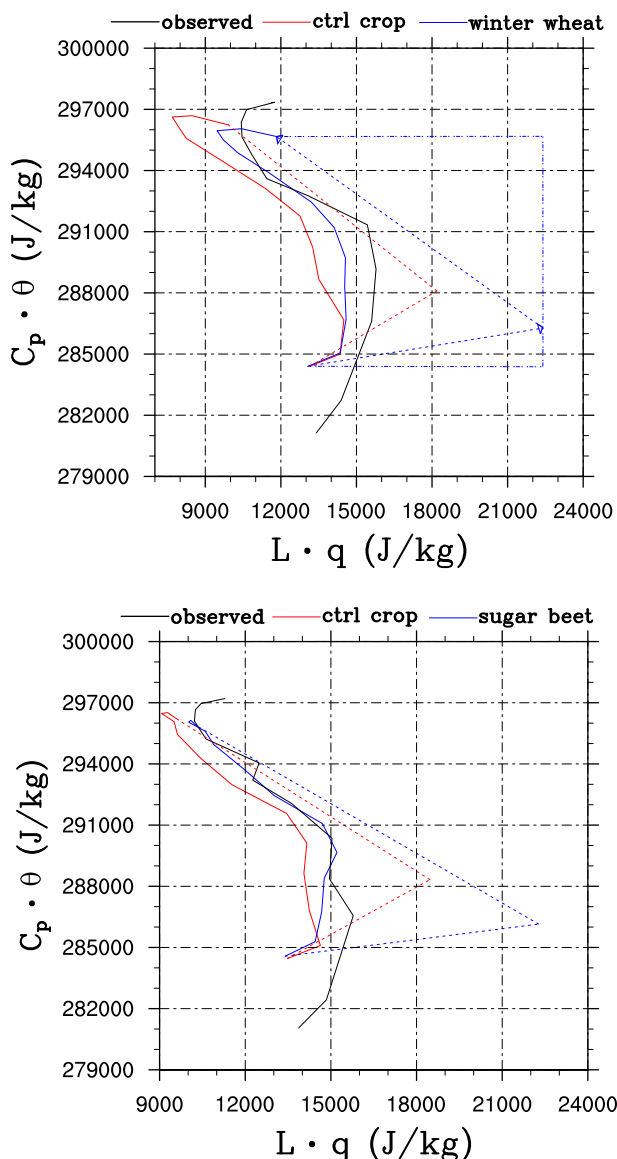 observed ctrl crop winter wheat
300000
297000
294000
291000
288000
285000
282000
279000
C_p · θ (J/kg)
9000 12000 15000 18000 21000 24000
L · q (J/kg)
observed ctrl crop sugar beet
300000
297000
294000
291000
288000
285000
282000
279000
C_p · θ (J/kg)
9000 12000 15000 18000 21000 24000
L · q (J/kg)